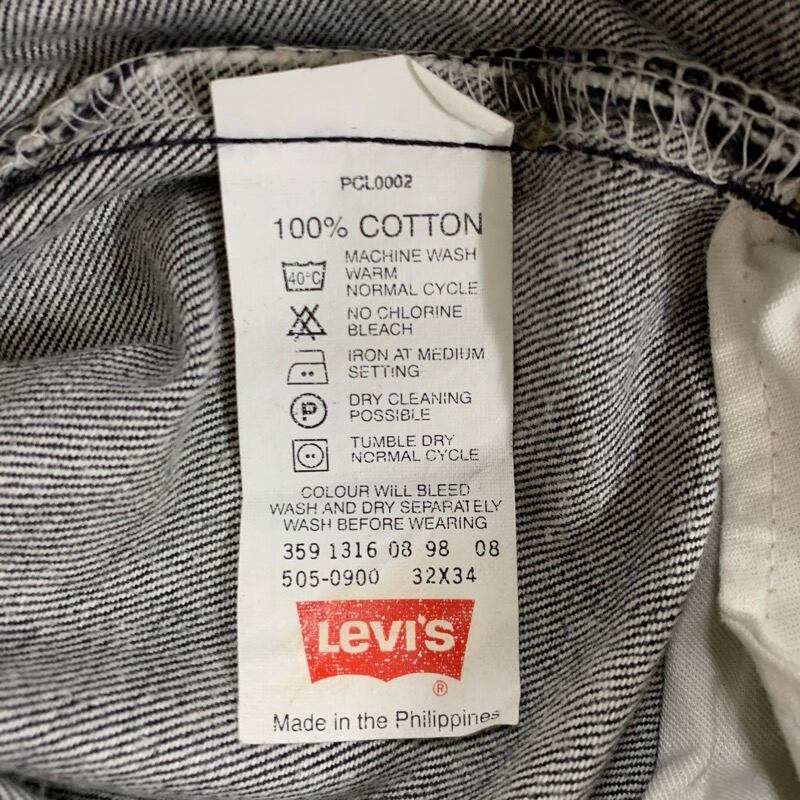 PCL0002
100% COTTON
40°C
MACHINE WASH
WARM
NORMAL CYCLE
NO CHLORINE
BLEACH
IRON AT MEDIUM
SETTING
P
DRY CLEANING
POSSIBLE
TUMBLE DRY
NORMAL CYCLE
COLOUR WILL BLEED
WASH AND DRY SEPARATELY
WASH BEFORE WEARING
359 1316 08 98 08
505-0900 32X34
LEVI'S
®
Made in the Philippines